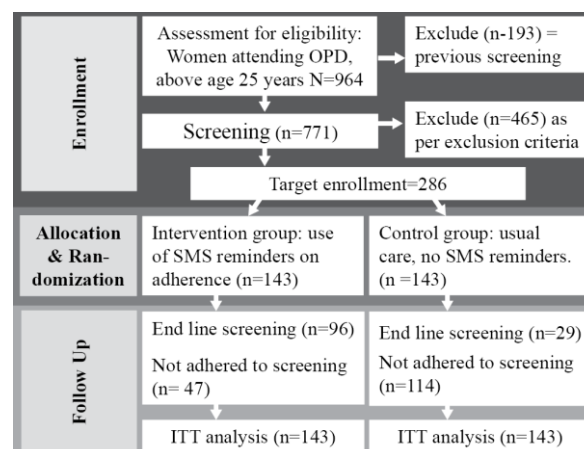 Enrollment
Assessment for eligibility:
Women attending OPD,
above age 25 years N=964
Exclude (n-193) =
previous screening
Screening (n=771)
Exclude (n=465) as
per exclusion criteria
Target enrollment=286
Allocation
& Ran-
domization
Intervention group: use
of SMS reminders on
adherence (n=143)
Control group: usual
care, no SMS reminders.
(n =143)
Follow Up
End line screening (n=96)
Not adhered to screening
(n= 47)
End line screening (n=29)
Not adhered to screening
(n=114)
ITT analysis (n=143)
ITT analysis (n=143)